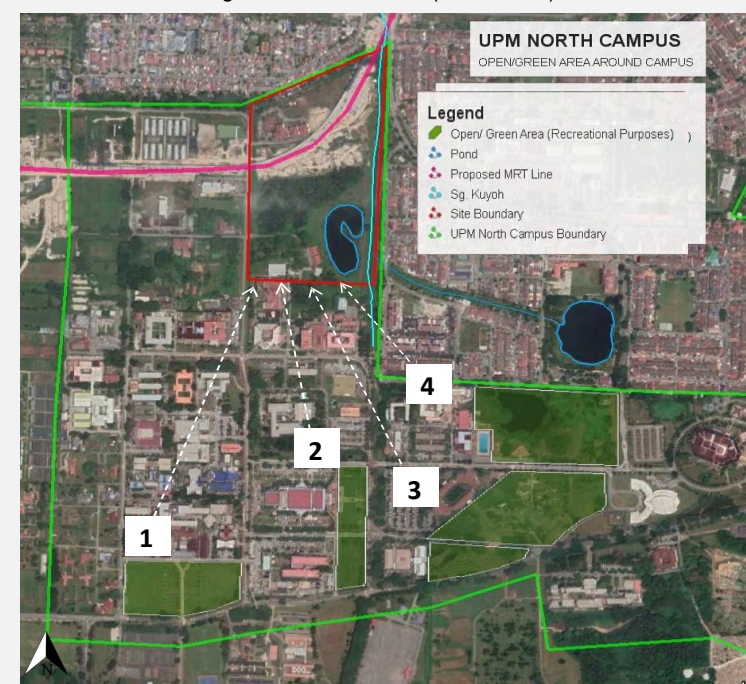 UPM NORTH CAMPUS
OPEN/GREEN AREA AROUND CAMPUS
Legend
Open/ Green Area (Recreational Purposes) )
Pond
Proposed MRT Line
Sg. Kuyoh
Site Boundary
UPM North Campus Boundary
4
2
3
1
N